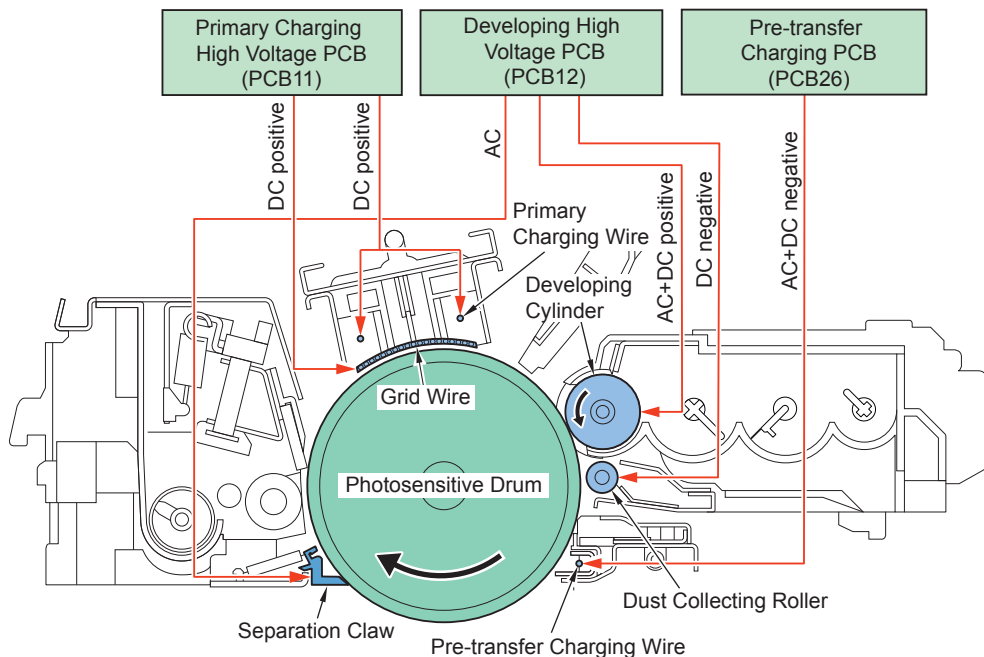 Primary Charging
High Voltage PCB
(PCB11)
Developing High
Voltage PCB
(PCB12)
Pre-transfer
Charging PCB
(PCB26)
DC positive
DC positive
AC
AC+DC positive
DC negative
AC+DC negative
Primary
Charging Wire
Developing
Cylinder
Grid Wire
Photosensitive Drum
Separation Claw
Pre-transfer Charging Wire
Dust Collecting Roller